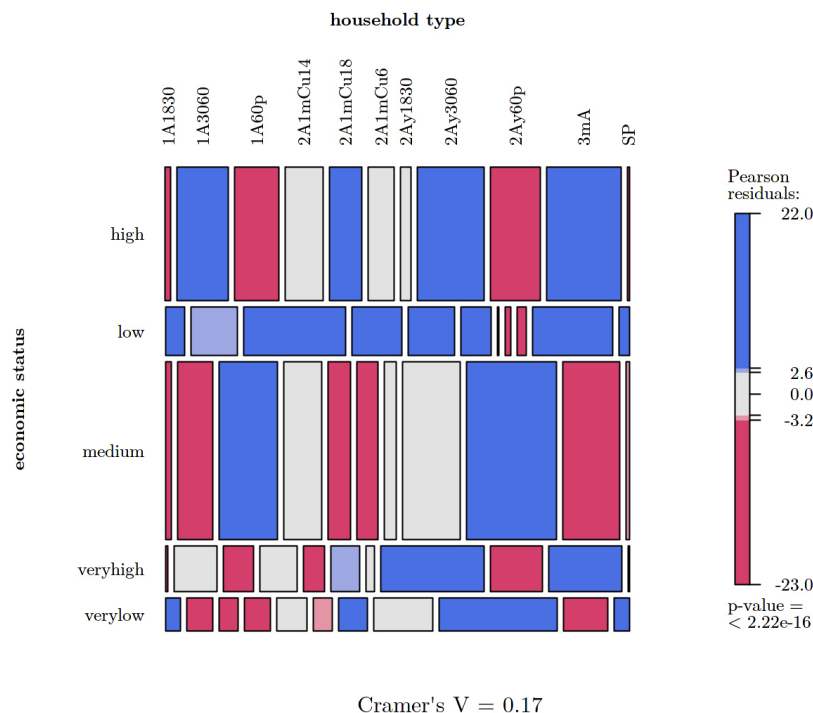 household type
1A1830
1A3060
1A60p
2A1mCu14
2A1mCu18
2A1mCu6
2Ay1830
2Ay3060
2Ay60p
3mA
SP
economic status
high
low
medium
veryhigh
verylow
Pearson
residuals:
22.0
2.6
0.0
-3.2
-23.0
p-value =
< 2.22e-16
Cramer's V = 0.17